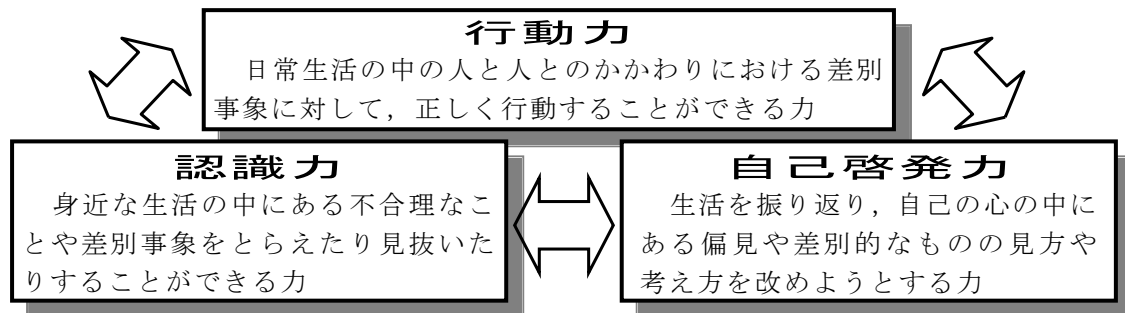 行動力
日常生活の中の人と人とのかかわりにおける差別
事象に対して，正しく行動することができる力
認識力
身近な生活の中にある不合理なこ
とや差別事象をとらえたり見抜いた
りすることができる力
自己啓発力
生活を振り返り，自己の心の中に
ある偏見や差別的なものの見方や
考え方を改めようとする力